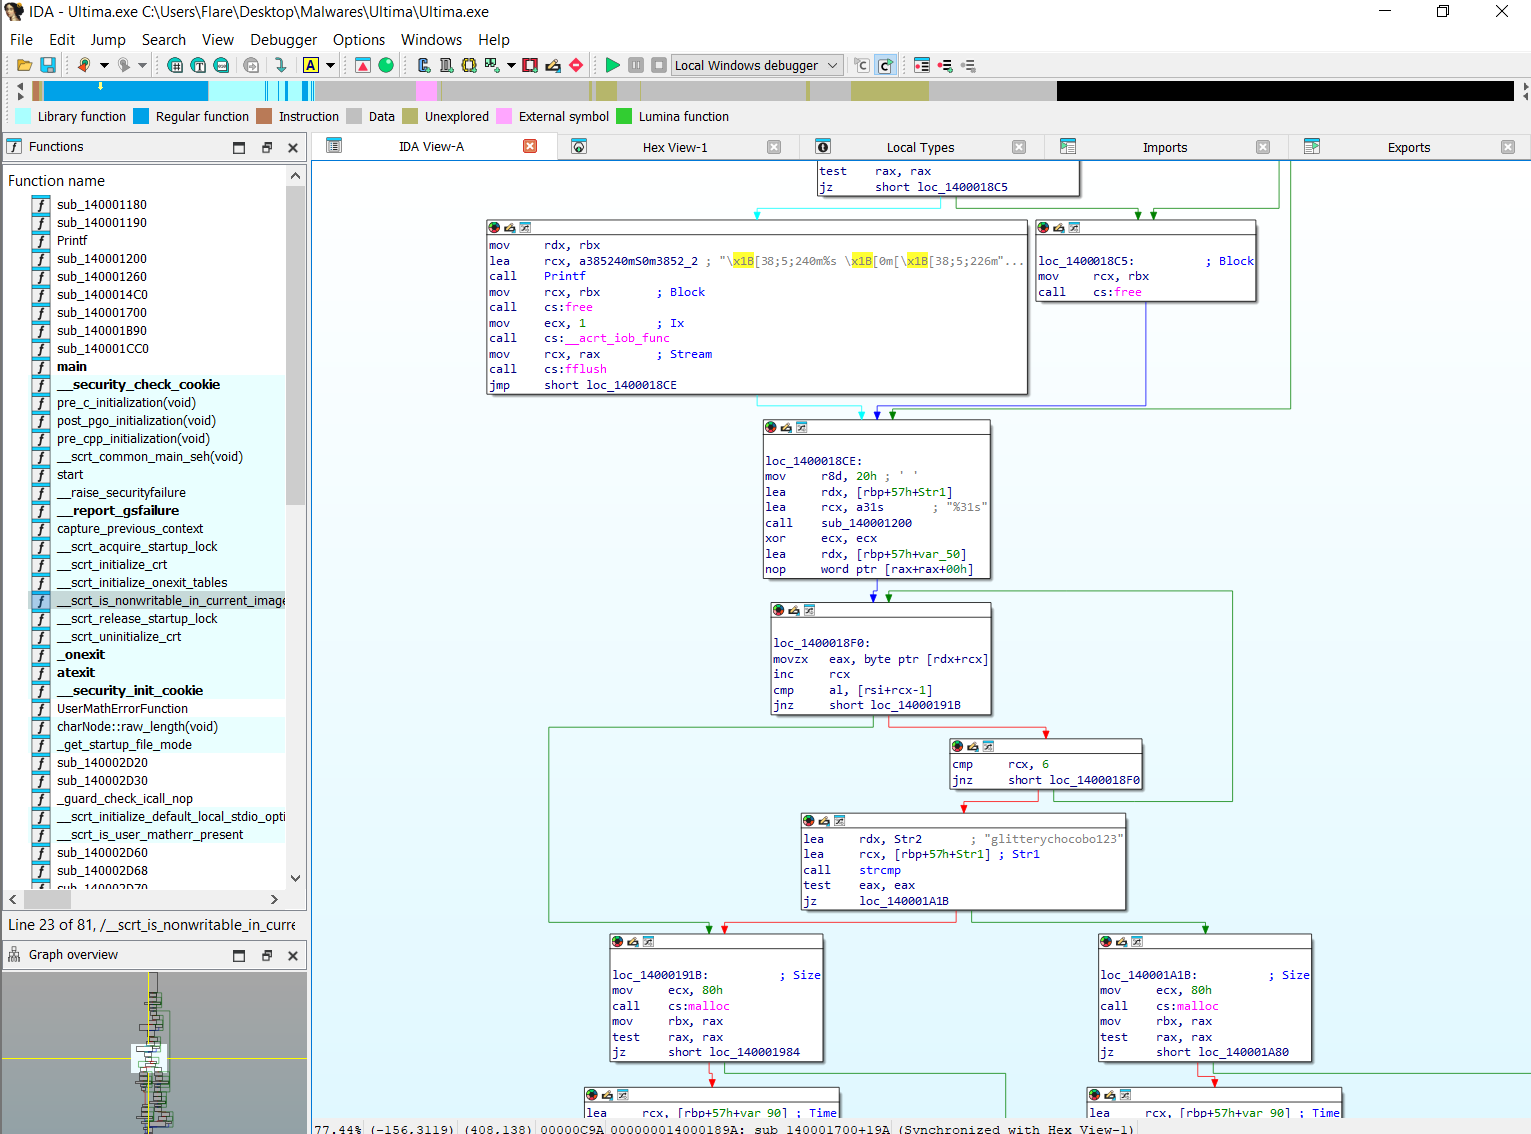 IDA - Ultima.exe C:\Users\Flare\Desktop\Malwares\Ultima\Ultima.exe
File Edit Jump Search View Debugger Options Windows Help
Local Windows debugger
Library function Regular function Instruction Data Unexplored External symbol Lumina function
Functions
IDA View-A Hex View-1 Local Types Imports Exports
Function name
sub_140001180
sub_140001190
Printf
sub_140001200
sub_140001260
sub_1400014C0
sub_140001700
sub_140001B90
sub_140001CC0
main
__security_check_cookie
pre_c_initialization(void)
post_pgo_initialization(void)
pre_cpp_initialization(void)
__scrt_common_main_seh(void)
start
__raise_securityfailure
__report_gsfailure
capture_previous_context
__scrt_acquire_startup_lock
__scrt_initialize_crt
__scrt_initialize_onexit_tables
__scrt_is_nonwritable_in_current_image
__scrt_release_startup_lock
__scrt_uninitialize_crt
_onexit
atexit
__security_init_cookie
UserMathErrorFunction
charNode::raw_length(void)
_get_startup_file_mode
sub_140002D20
sub_140002D30
_guard_check_icall_nop
__scrt_initialize_default_local_stdio_opti
__scrt_is_user_matherr_present
sub_140002D60
sub_140002D68
sub_140002D70
Line 23 of 81, /__scrt_is_nonwritable_in_curre
Graph overview
test rax, rax
jz short loc_1400018C5
mov rdx, rbx
lea rcx, a385240mS0m3852_2 ; "\x1B[38;5;240m%s \x1B[0m[\x1B[38;5;226m"...
call Printf
mov rcx, rbx ; Block
call cs:free
mov ecx, 1 ; Ix
call cs:__acrt_iob_func
mov rcx, rax ; Stream
call cs:fflush
jmp short loc_1400018CE
loc_1400018C5: ; Block
mov rcx, rbx
call cs:free
loc_1400018CE:
mov r8d, 20h ; ' '
lea rdx, [rbp+57h+Str1]
lea rcx, a31s ; "%31s"
call sub_140001200
xor ecx, ecx
lea rdx, [rbp+57h+var_50]
nop word ptr [rax+rax+00h]
loc_1400018F0:
movzx eax, byte ptr [rdx+rcx]
inc rcx
cmp al, [rsi+rcx-1]
jnz short loc_14000191B
cmp rcx, 6
jnz short loc_1400018F0
lea rdx, Str2 ; "glitterychocobo123"
lea rcx, [rbp+57h+Str1] ; Str1
call strcmp
test eax, eax
jz loc_140001A1B
loc_14000191B: ; Size
mov ecx, 80h
call cs:malloc
mov rbx, rax
test rax, rax
jz short loc_140001984
loc_140001A1B: ; Size
mov ecx, 80h
call cs:malloc
mov rbx, rax
test rax, rax
jz short loc_140001A80
lea rcx, [rbp+57h+var_90] ; Time
lea rcx, [rbp+57h+var_90] ; Time
77.44% (-156,3119) (408,138) 00000C9A 000000014000189A: sub_140001700+19A (Synchronized with Hex View-1)